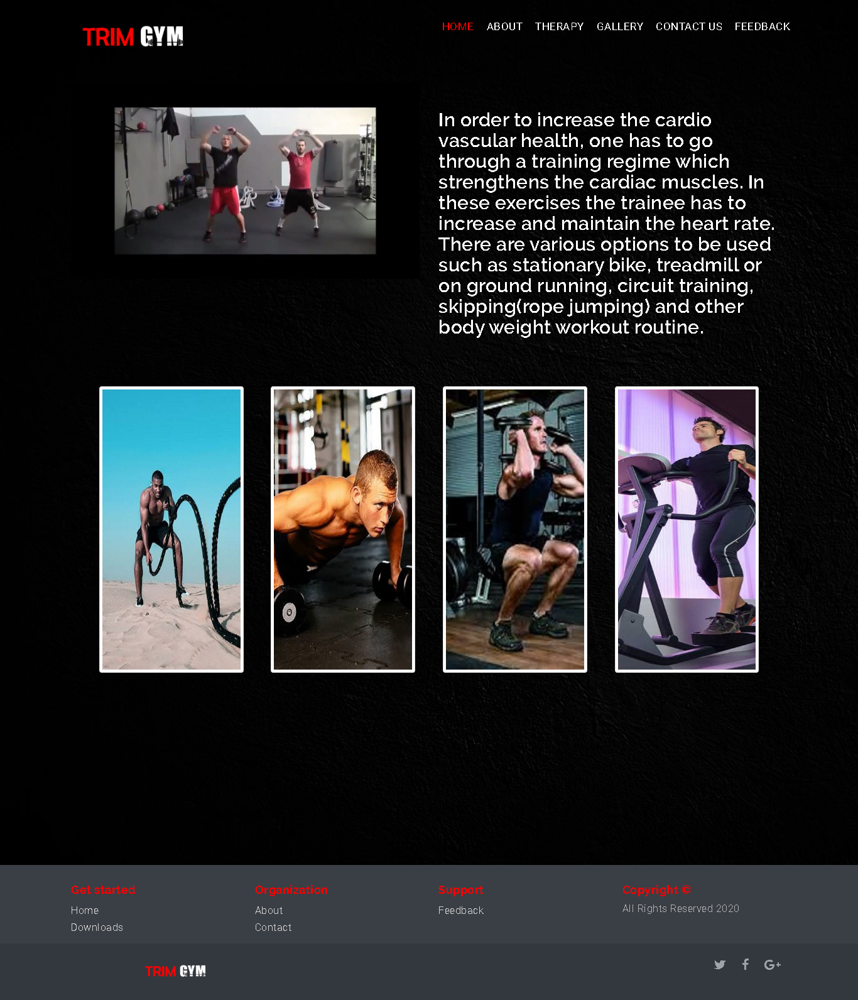 TRIM GYM
HOME ABOUT THERAPY GALLERY CONTACT US FEEDBACK
In order to increase the cardio
vascular health, one has to go
through a training regime which
strengthens the cardiac muscles. In
these exercises the trainee has to
increase and maintain the heart rate.
There are various options to be used
such as stationary bike, treadmill or
on ground running, circuit training,
skipping(rope jumping) and other
body weight workout routine.
Get started
Home
Downloads
Organization
About
Contact
Support
Feedback
Copyright ©
All Rights Reserved 2020
TRIM GYM